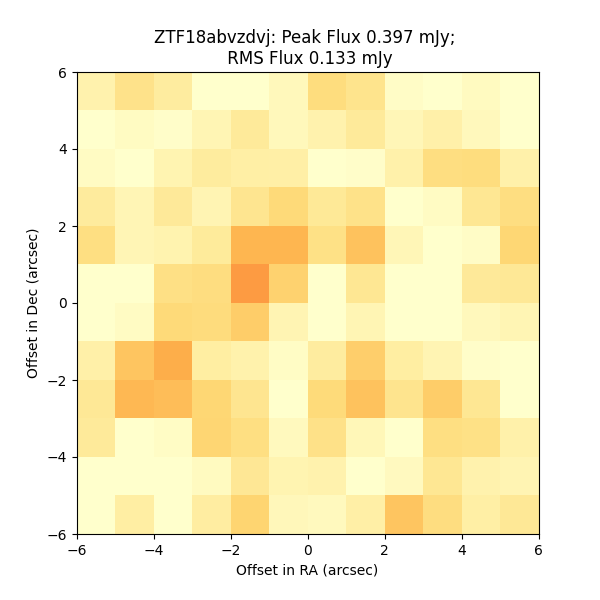 ZTF18abvzdvj: Peak Flux 0.397 mJy;
RMS Flux 0.133 mJy
6
4
2
0
−2
−4
−6
Offset in Dec (arcsec)
−6 −4 −2 0 2 4 6
Offset in RA (arcsec)